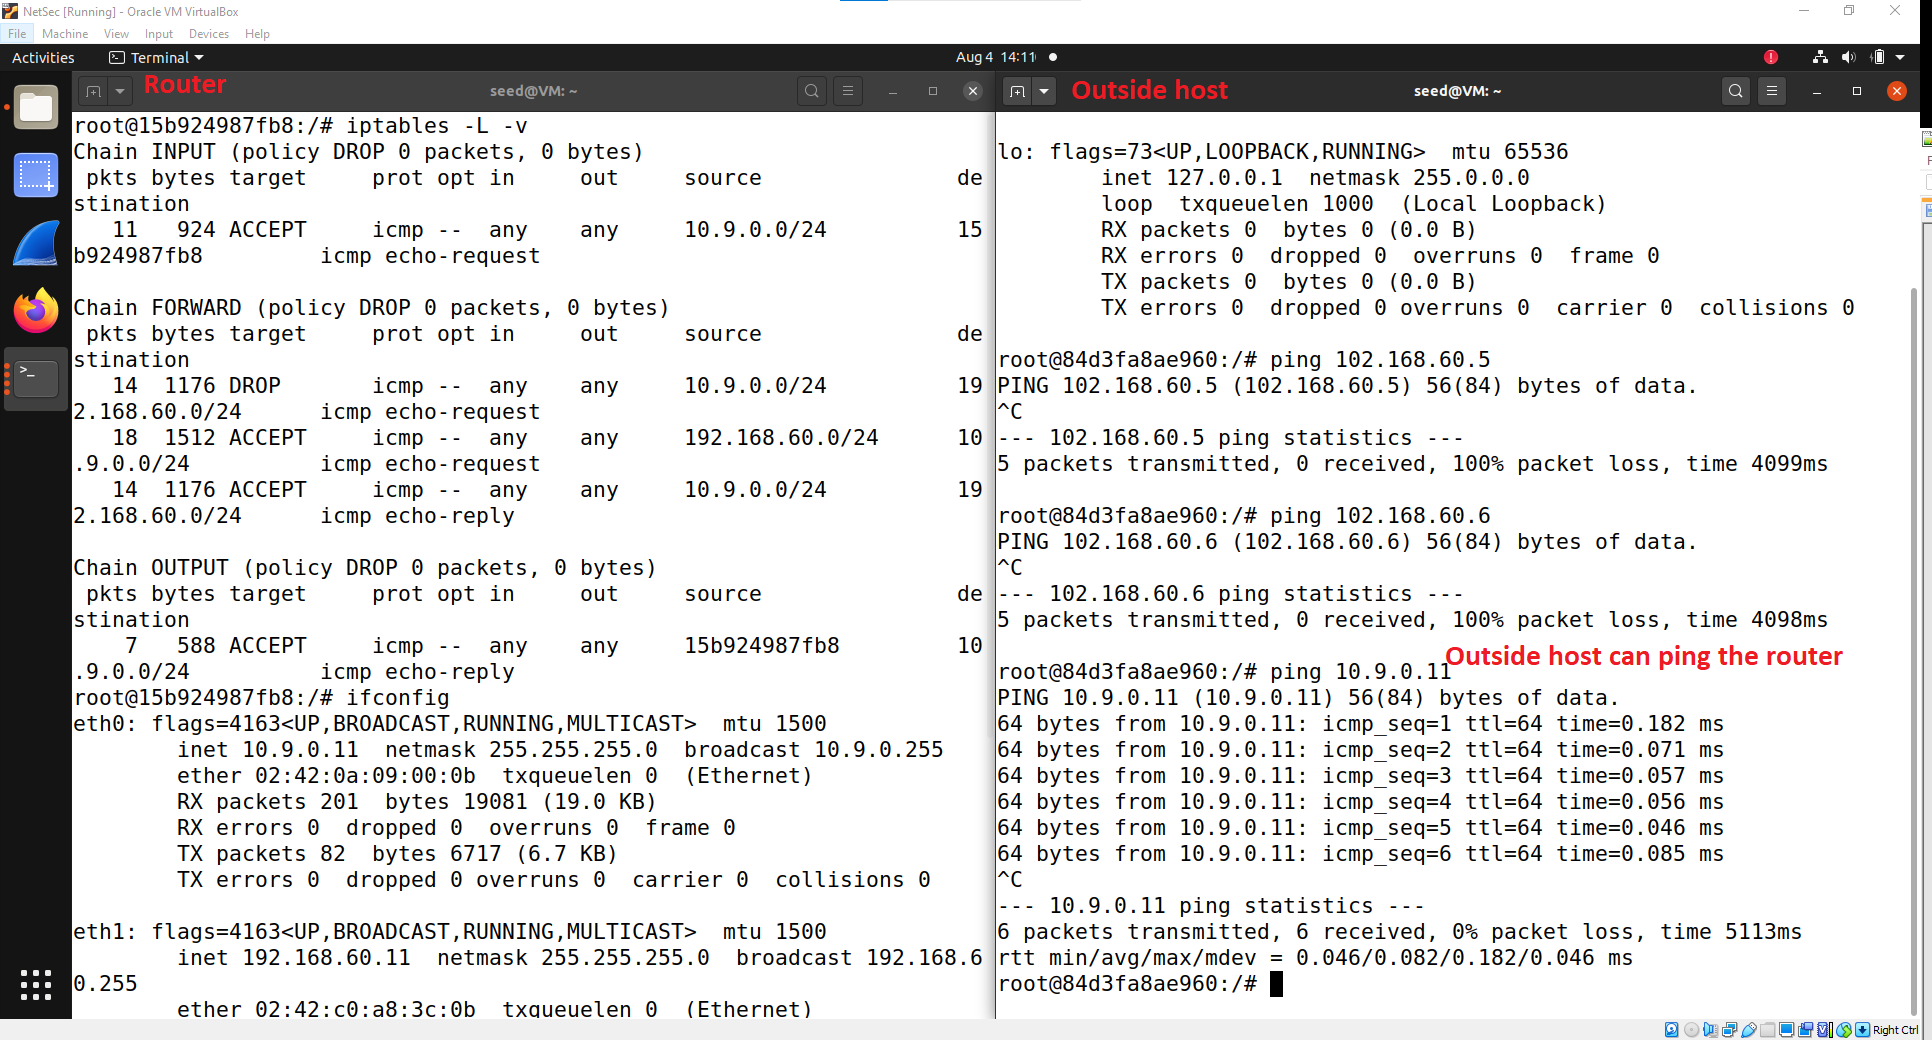 NetSec [Running] - Oracle VM VirtualBox
File Machine View Input Devices Help
Activities Terminal Aug 4 14:11
Router seed@VM: ~
root@15b924987fb8:/# iptables -L -v
Chain INPUT (policy DROP 0 packets, 0 bytes)
pkts bytes target prot opt in out source de
stination
11 924 ACCEPT icmp -- any any 10.9.0.0/24 15
b924987fb8 icmp echo-request
Chain FORWARD (policy DROP 0 packets, 0 bytes)
pkts bytes target prot opt in out source de
stination
14 1176 DROP icmp -- any any 10.9.0.0/24 19
2.168.60.0/24 icmp echo-request
18 1512 ACCEPT icmp -- any any 192.168.60.0/24 10
.9.0.0/24 icmp echo-request
14 1176 ACCEPT icmp -- any any 10.9.0.0/24 19
2.168.60.0/24 icmp echo-reply
Chain OUTPUT (policy DROP 0 packets, 0 bytes)
pkts bytes target prot opt in out source de
stination
7 588 ACCEPT icmp -- any any 15b924987fb8 10
.9.0.0/24 icmp echo-reply
root@15b924987fb8:/# ifconfig
eth0: flags=4163<UP,BROADCAST,RUNNING,MULTICAST> mtu 1500
inet 10.9.0.11 netmask 255.255.255.0 broadcast 10.9.0.255
ether 02:42:0a:09:00:0b txqueuelen 0 (Ethernet)
RX packets 201 bytes 19081 (19.0 KB)
RX errors 0 dropped 0 overruns 0 frame 0
TX packets 82 bytes 6717 (6.7 KB)
TX errors 0 dropped 0 overruns 0 carrier 0 collisions 0
eth1: flags=4163<UP,BROADCAST,RUNNING,MULTICAST> mtu 1500
inet 192.168.60.11 netmask 255.255.255.0 broadcast 192.168.6
0.255
ether 02:42:c0:a8:3c:0b txqueuelen 0 (Ethernet)
Outside host seed@VM: ~
lo: flags=73<UP,LOOPBACK,RUNNING> mtu 65536
inet 127.0.0.1 netmask 255.0.0.0
loop txqueuelen 1000 (Local Loopback)
RX packets 0 bytes 0 (0.0 B)
RX errors 0 dropped 0 overruns 0 frame 0
TX packets 0 bytes 0 (0.0 B)
TX errors 0 dropped 0 overruns 0 carrier 0 collisions 0
root@84d3fa8ae960:/# ping 102.168.60.5
PING 102.168.60.5 (102.168.60.5) 56(84) bytes of data.
^C
--- 102.168.60.5 ping statistics ---
5 packets transmitted, 0 received, 100% packet loss, time 4099ms
root@84d3fa8ae960:/# ping 102.168.60.6
PING 102.168.60.6 (102.168.60.6) 56(84) bytes of data.
^C
--- 102.168.60.6 ping statistics ---
5 packets transmitted, 0 received, 100% packet loss, time 4098ms
Outside host can ping the router
root@84d3fa8ae960:/# ping 10.9.0.11
PING 10.9.0.11 (10.9.0.11) 56(84) bytes of data.
64 bytes from 10.9.0.11: icmp_seq=1 ttl=64 time=0.182 ms
64 bytes from 10.9.0.11: icmp_seq=2 ttl=64 time=0.071 ms
64 bytes from 10.9.0.11: icmp_seq=3 ttl=64 time=0.057 ms
64 bytes from 10.9.0.11: icmp_seq=4 ttl=64 time=0.056 ms
64 bytes from 10.9.0.11: icmp_seq=5 ttl=64 time=0.046 ms
64 bytes from 10.9.0.11: icmp_seq=6 ttl=64 time=0.085 ms
^C
--- 10.9.0.11 ping statistics ---
6 packets transmitted, 6 received, 0% packet loss, time 5113ms
rtt min/avg/max/mdev = 0.046/0.082/0.182/0.046 ms
root@84d3fa8ae960:/#
Right Ctrl